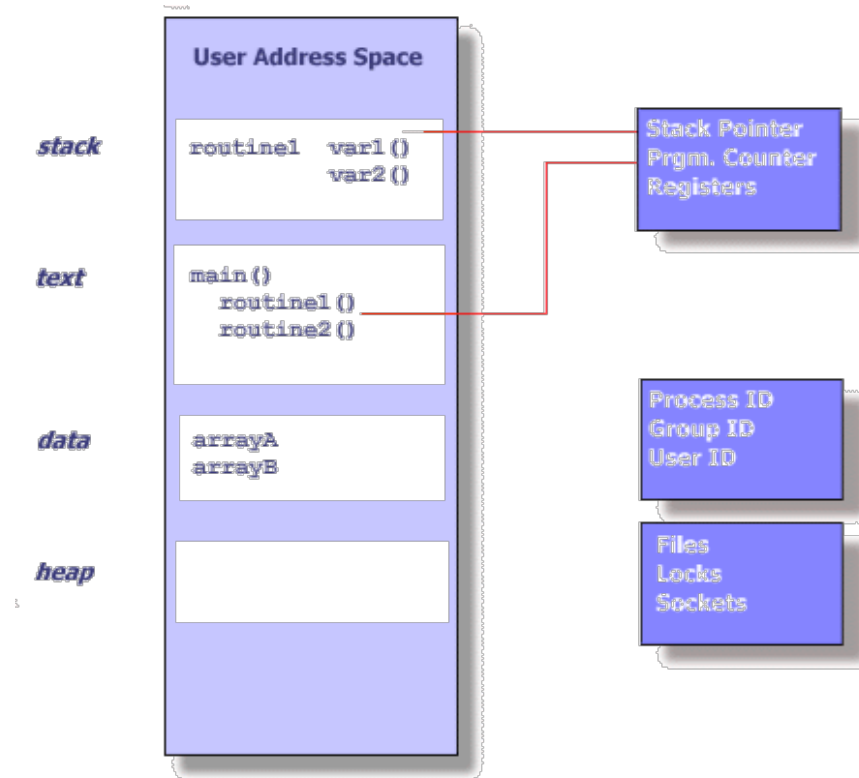 User Address Space
stack
routine1 var1()
var2()
text
main()
routine1()
routine2()
data
arrayA
arrayB
heap
Stack Pointer
Prgm. Counter
Registers
Process ID
Group ID
User ID
Files
Locks
Sockets